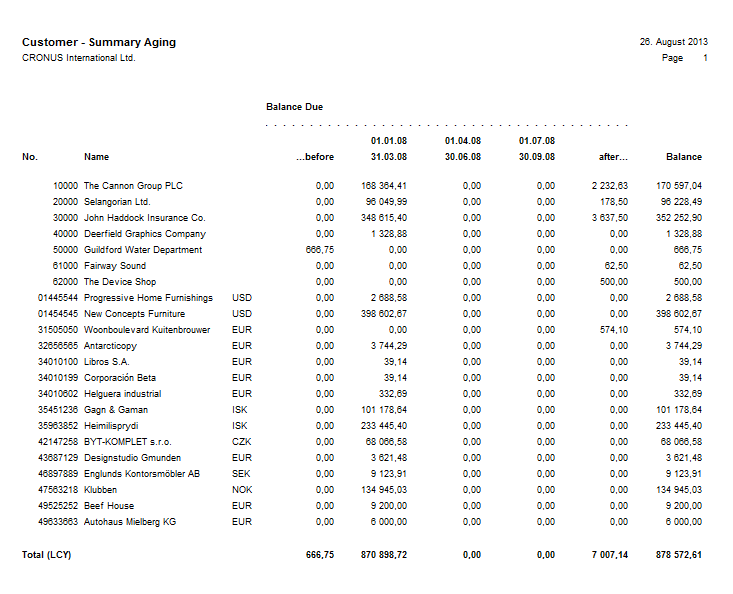 Customer - Summary Aging 26. August 2013
CRONUS International Ltd. Page 1
Balance Due
01.01.08 01.04.08 01.07.08
No. Name ...before 31.03.08 30.06.08 30.09.08 after... Balance
10000 The Cannon Group PLC 0,00 168 364,41 0,00 0,00 2 232,63 170 597,04
20000 Selangorian Ltd. 0,00 96 049,99 0,00 0,00 178,50 96 228,49
30000 John Haddock Insurance Co. 0,00 348 615,40 0,00 0,00 3 637,50 352 252,90
40000 Deerfield Graphics Company 0,00 1 328,88 0,00 0,00 0,00 1 328,88
50000 Guildford Water Department 666,75 0,00 0,00 0,00 0,00 666,75
61000 Fairway Sound 0,00 0,00 0,00 0,00 62,50 62,50
62000 The Device Shop 0,00 0,00 0,00 0,00 500,00 500,00
01445544 Progressive Home Furnishings USD 0,00 2 688,58 0,00 0,00 0,00 2 688,58
01454545 New Concepts Furniture USD 0,00 398 602,67 0,00 0,00 0,00 398 602,67
31505050 Woonboulevard Kuitenbrouwer EUR 0,00 0,00 0,00 0,00 574,10 574,10
32656565 Antarcticopy EUR 0,00 3 744,29 0,00 0,00 0,00 3 744,29
34010100 Libros S.A. EUR 0,00 39,14 0,00 0,00 0,00 39,14
34010199 Corporación Beta EUR 0,00 39,14 0,00 0,00 0,00 39,14
34010602 Helguera industrial EUR 0,00 332,69 0,00 0,00 0,00 332,69
35451236 Gagn & Gaman ISK 0,00 101 178,64 0,00 0,00 0,00 101 178,64
35963852 Heimilisprydi ISK 0,00 233 445,40 0,00 0,00 0,00 233 445,40
42147258 BYT-KOMPLET s.r.o. CZK 0,00 68 066,58 0,00 0,00 0,00 68 066,58
43687129 Designstudio Gmunden EUR 0,00 3 621,48 0,00 0,00 0,00 3 621,48
46897889 Englunds Kontorsmöbler AB SEK 0,00 9 123,91 0,00 0,00 0,00 9 123,91
47563218 Klubben NOK 0,00 134 945,03 0,00 0,00 0,00 134 945,03
49525252 Beef House EUR 0,00 9 200,00 0,00 0,00 0,00 9 200,00
49633663 Autohaus Mielberg KG EUR 0,00 6 000,00 0,00 0,00 0,00 6 000,00
Total (LCY) 666,75 870 898,72 0,00 0,00 7 007,14 878 572,61